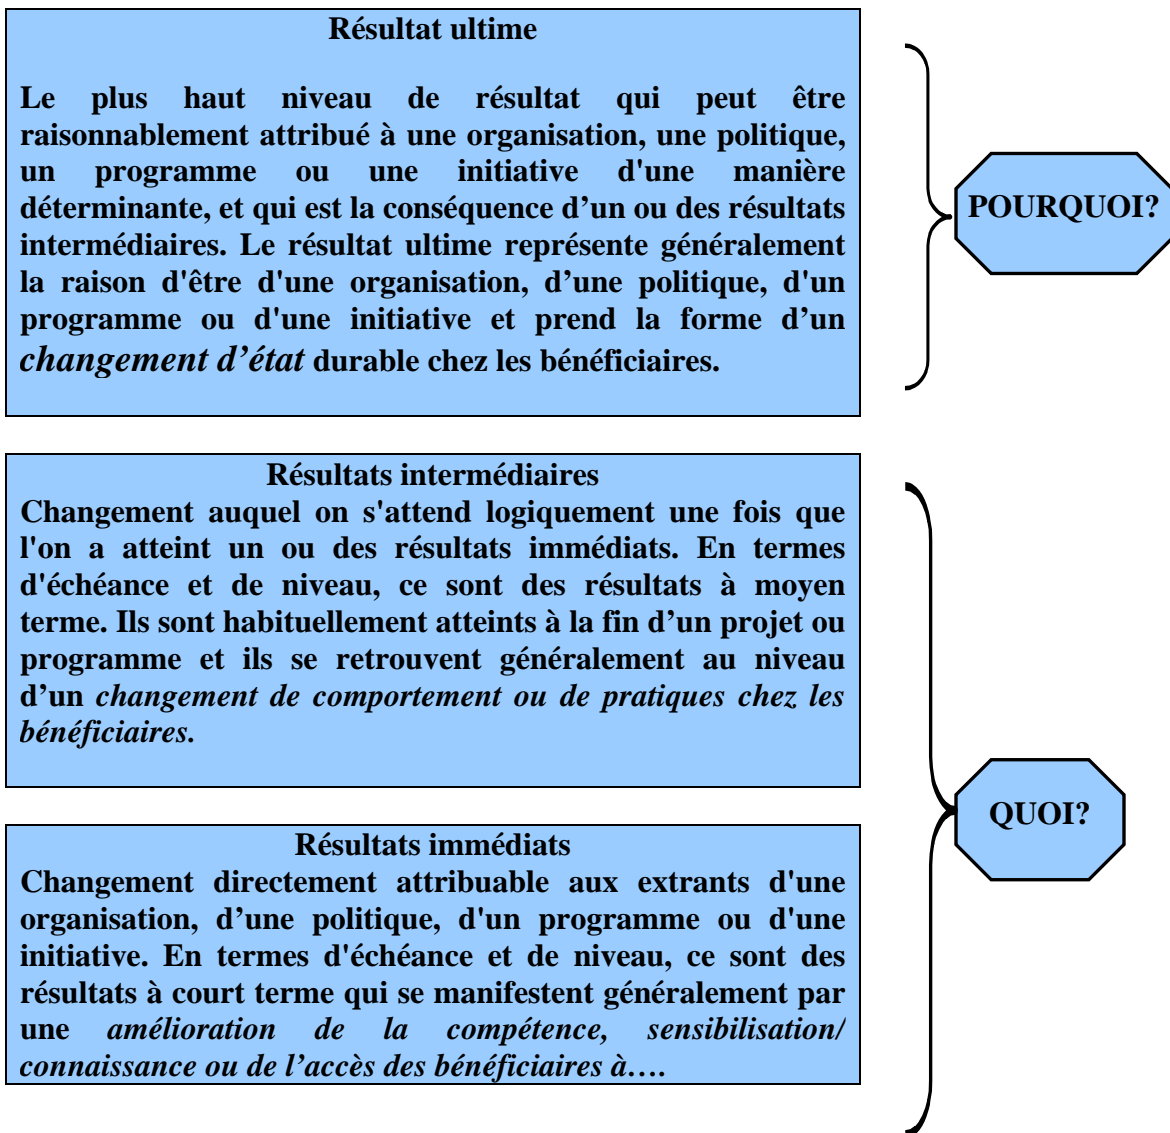 Résultat ultime
Le plus haut niveau de résultat qui peut être
raisonnablement attribué à une organisation, une politique,
un programme ou une initiative d'une manière
déterminante, et qui est la conséquence d’un ou des résultats
intermédiaires. Le résultat ultime représente généralement
la raison d'être d'une organisation, d’une politique, d'un
programme ou d'une initiative et prend la forme d’un
changement d’état durable chez les bénéficiaires.
POURQUOI?
Résultats intermédiaires
Changement auquel on s'attend logiquement une fois que
l'on a atteint un ou des résultats immédiats. En termes
d'échéance et de niveau, ce sont des résultats à moyen
terme. Ils sont habituellement atteints à la fin d’un projet ou
programme et ils se retrouvent généralement au niveau
d’un changement de comportement ou de pratiques chez les
bénéficiaires.
QUOI?
Résultats immédiats
Changement directement attribuable aux extrants d'une
organisation, d’une politique, d'un programme ou d'une
initiative. En termes d'échéance et de niveau, ce sont des
résultats à court terme qui se manifestent généralement par
une amélioration de la compétence, sensibilisation/
connaissance ou de l’accès des bénéficiaires à….